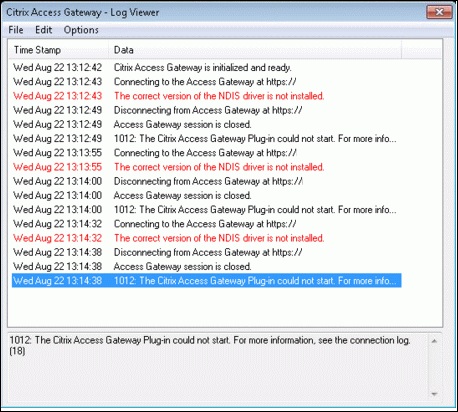 Citrix Access Gateway - Log Viewer
File Edit Options
Time Stamp Data
Wed Aug 22 13:12:42 Citrix Access Gateway is initialized and ready.
Wed Aug 22 13:12:43 Connecting to the Access Gateway at https://
Wed Aug 22 13:12:43 The correct version of the NDIS driver is not installed.
Wed Aug 22 13:12:49 Disconnecting from Access Gateway at https://
Wed Aug 22 13:12:49 Access Gateway session is closed.
Wed Aug 22 13:12:49 1012: The Citrix Access Gateway Plug-in could not start. For more info...
Wed Aug 22 13:13:55 Connecting to the Access Gateway at https://
Wed Aug 22 13:13:55 The correct version of the NDIS driver is not installed.
Wed Aug 22 13:14:00 Disconnecting from Access Gateway at https://
Wed Aug 22 13:14:00 Access Gateway session is closed.
Wed Aug 22 13:14:00 1012: The Citrix Access Gateway Plug-in could not start. For more info...
Wed Aug 22 13:14:32 Connecting to the Access Gateway at https://
Wed Aug 22 13:14:32 The correct version of the NDIS driver is not installed.
Wed Aug 22 13:14:38 Disconnecting from Access Gateway at https://
Wed Aug 22 13:14:38 Access Gateway session is closed.
Wed Aug 22 13:14:38 1012: The Citrix Access Gateway Plug-in could not start. For more info...
1012: The Citrix Access Gateway Plug-in could not start. For more information, see the connection log.
(18)